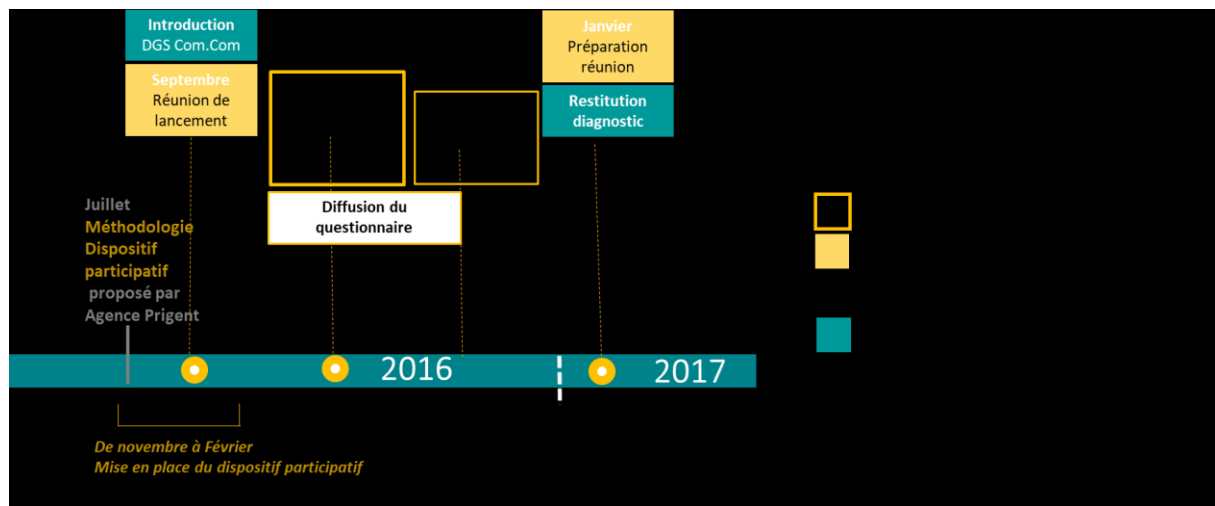 Introduction
DGS Com.Com
Septembre
Réunion de
lancement
Janvier
Préparation
réunion
Restitution
diagnostic
Diffusion du
questionnaire
Juillet
Méthodologie
Dispositif
participatif
proposé par
Agence Prigent
2016
2017
De novembre à Février
Mise en place du dispositif participatif